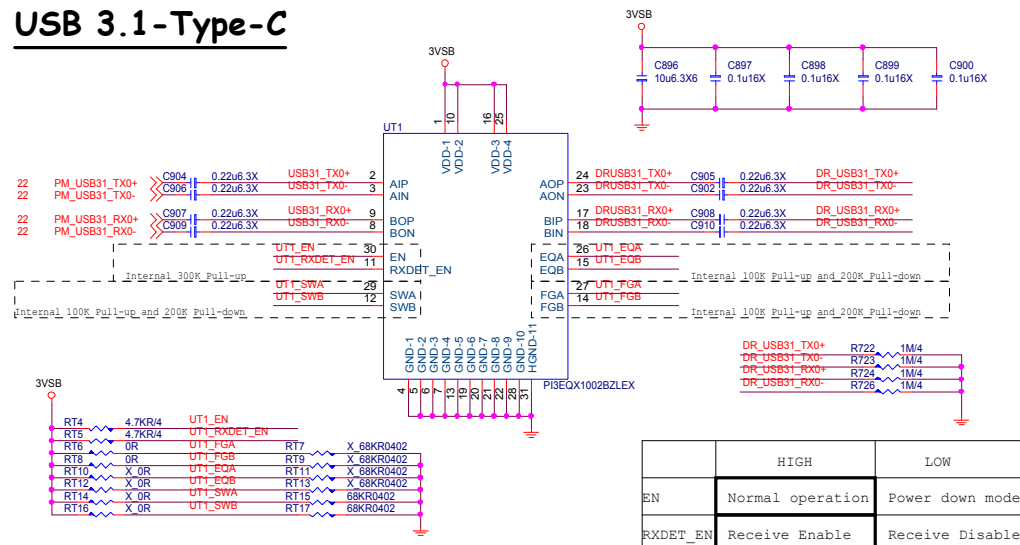 USB 3.1-Type-C
3VSB
C896 C897 C898 C899 C900
10u6.3X6 0.1u16X 0.1u16X 0.1u16X 0.1u16X
3VSB
UT1
1 10 16 25
VDD-1 VDD-2 VDD-3 VDD-4
22 PM_USB31_TX0+ C904 0.22u6.3X USB31_TX0+ 2 AIP
22 PM_USB31_TX0- C906 0.22u6.3X USB31_TX0- 3 AIN
22 PM_USB31_RX0+ C907 0.22u6.3X USB31_RX0+ 9 BOP
22 PM_USB31_RX0- C909 0.22u6.3X USB31_RX0- 8 BON
AOP 24 DRUSB31_TX0+ C905 0.22u6.3X DR_USB31_TX0+
AON 23 DRUSB31_TX0- C902 0.22u6.3X DR_USB31_TX0-
BIP 17 DRUSB31_RX0+ C908 0.22u6.3X DR_USB31_RX0+
BIN 18 DRUSB31_RX0- C910 0.22u6.3X DR_USB31_RX0-
UT1_EN 30 EN
UT1_RXDET_EN 11 RXDET_EN
Internal 300K Pull-up
UT1_SWA 29 SWA
UT1_SWB 12 SWB
Internal 100K Pull-up and 200K Pull-down
EQA 26 UT1_EQA
EQB 15 UT1_EQB
Internal 100K Pull-up and 200K Pull-down
FGA 27 UT1_FGA
FGB 14 UT1_FGB
Internal 100K Pull-up and 200K Pull-down
GND-1 GND-2 GND-3 GND-4 GND-5 GND-6 GND-7 GND-8 GND-9 GND-10 HGND-11
4 5 6 7 13 19 20 21 22 28 31
PI3EQX1002BZLEX
DR_USB31_TX0+ R722 1M/4
DR_USB31_TX0- R723 1M/4
DR_USB31_RX0+ R724 1M/4
DR_USB31_RX0- R726 1M/4
3VSB
RT4 4.7KR/4 UT1_EN
RT5 4.7KR/4 UT1_RXDET_EN
RT6 0R UT1_FGA RT7 X_68KR0402
RT8 0R UT1_FGB RT9 X_68KR0402
RT10 X_0R UT1_EQA RT11 X_68KR0402
RT12 X_0R UT1_EQB RT13 X_68KR0402
RT14 X_0R UT1_SWA RT15 68KR0402
RT16 X_0R UT1_SWB RT17 68KR0402
HIGH LOW
EN Normal operation Power down mode
RXDET_EN Receive Enable Receive Disable